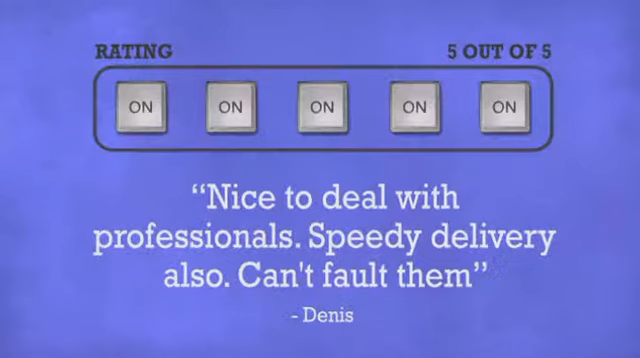 RATING 5 OUT OF 5
ON ON ON ON ON
“Nice to deal with
professionals. Speedy delivery
also. Can't fault them”
- Denis